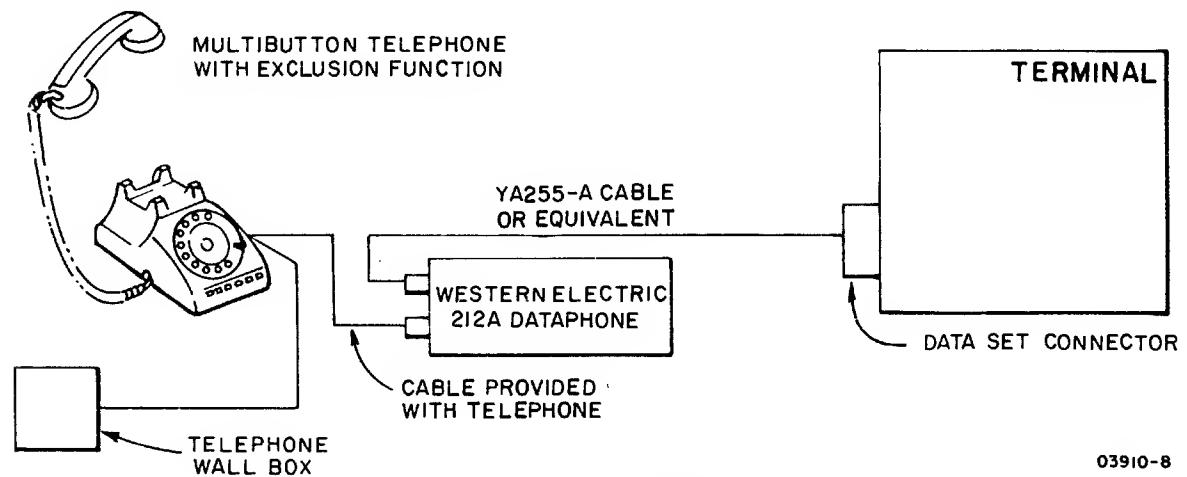 MULTIBUTTON TELEPHONE
WITH EXCLUSION FUNCTION
TERMINAL
YA255-A CABLE
OR EQUIVALENT
WESTERN ELECTRIC
212A DATAPHONE
DATA SET CONNECTOR
CABLE PROVIDED
WITH TELEPHONE
TELEPHONE
WALL BOX
03910-8